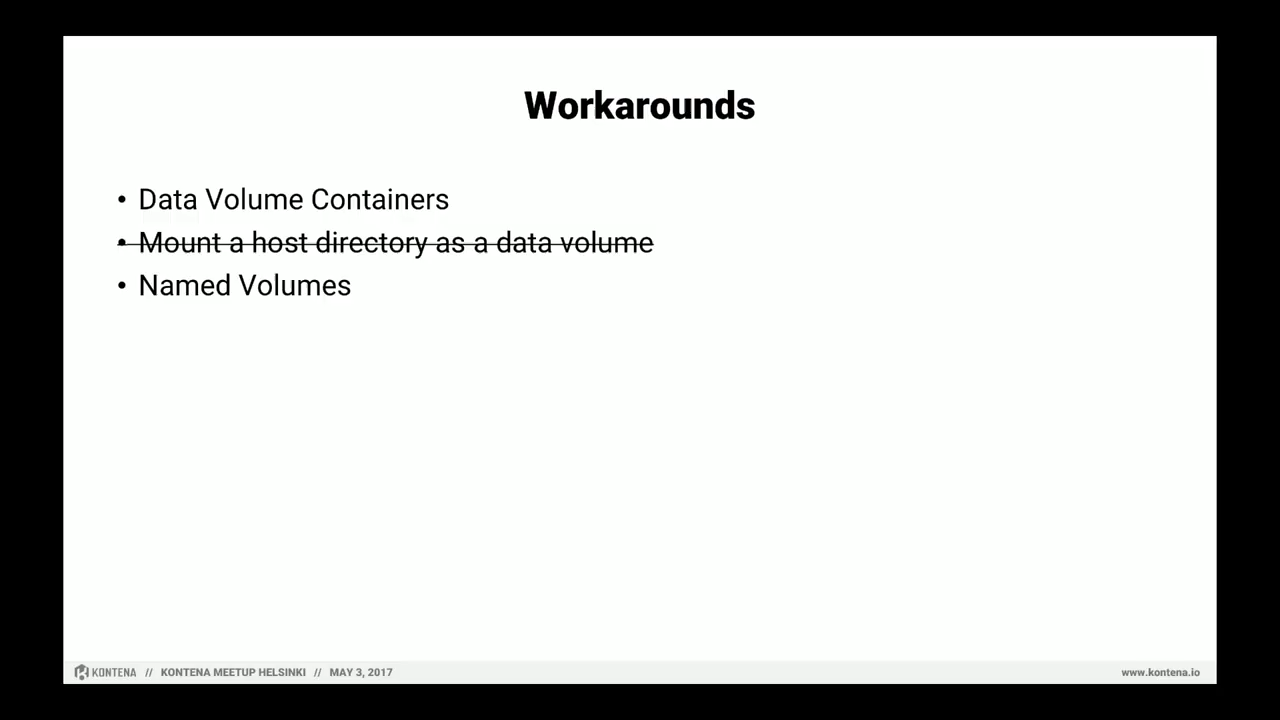 Workarounds
• Data Volume Containers
• Mount a host directory as a data volume
• Named Volumes
KONTENA // KONTENA MEETUP HELSINKI // MAY 3, 2017 www.kontena.io